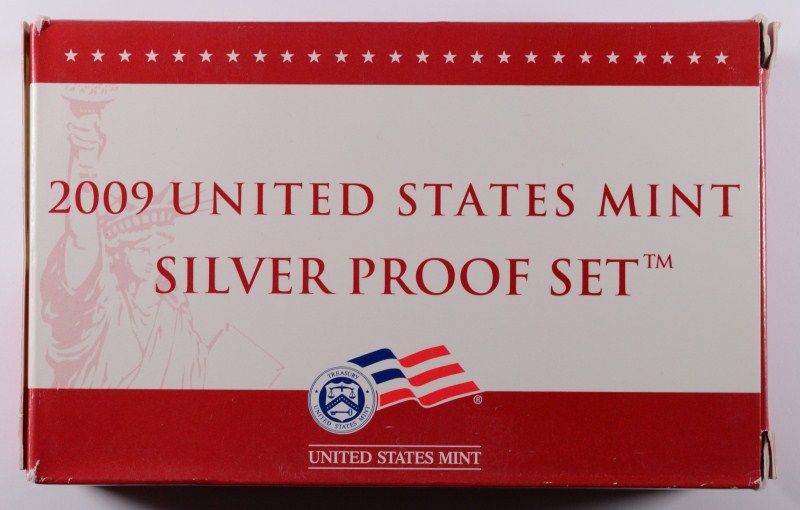 2009 UNITED STATES MINT
SILVER PROOF SET™
TREASURY
UNITED STATES MINT
®
UNITED STATES MINT